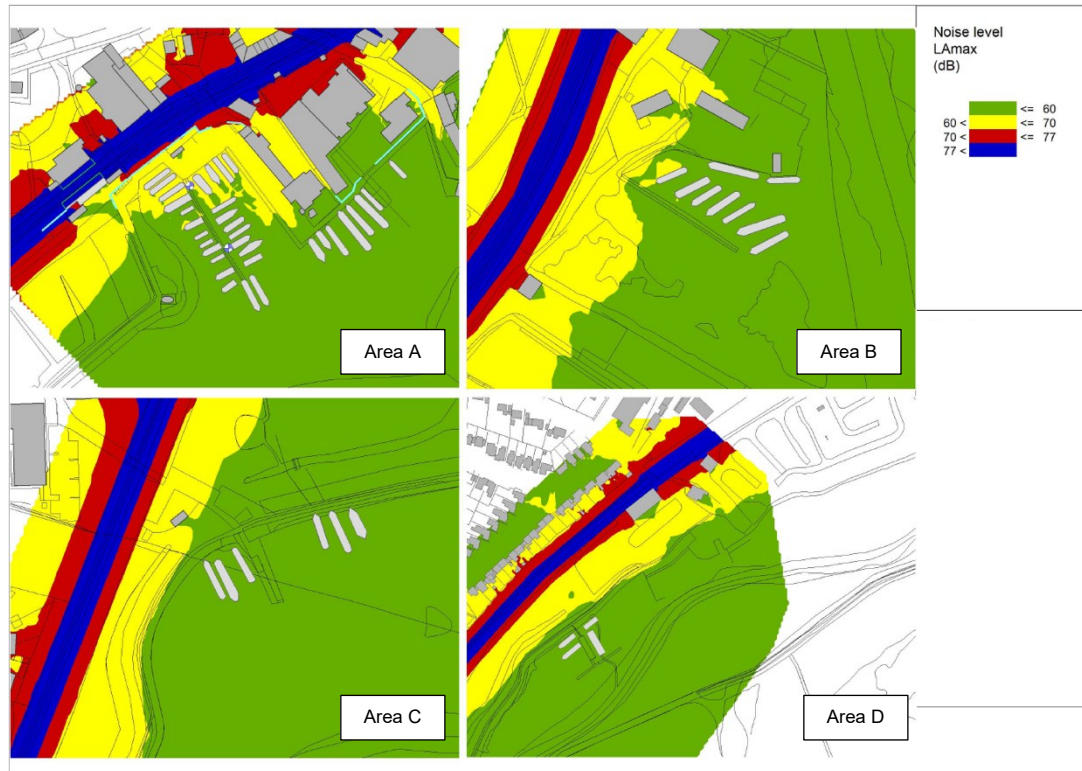 Noise level
LAmax
(dB)
<= 60
60 < <= 70
70 < <= 77
77 <
Area A
Area B
Area C
Area D